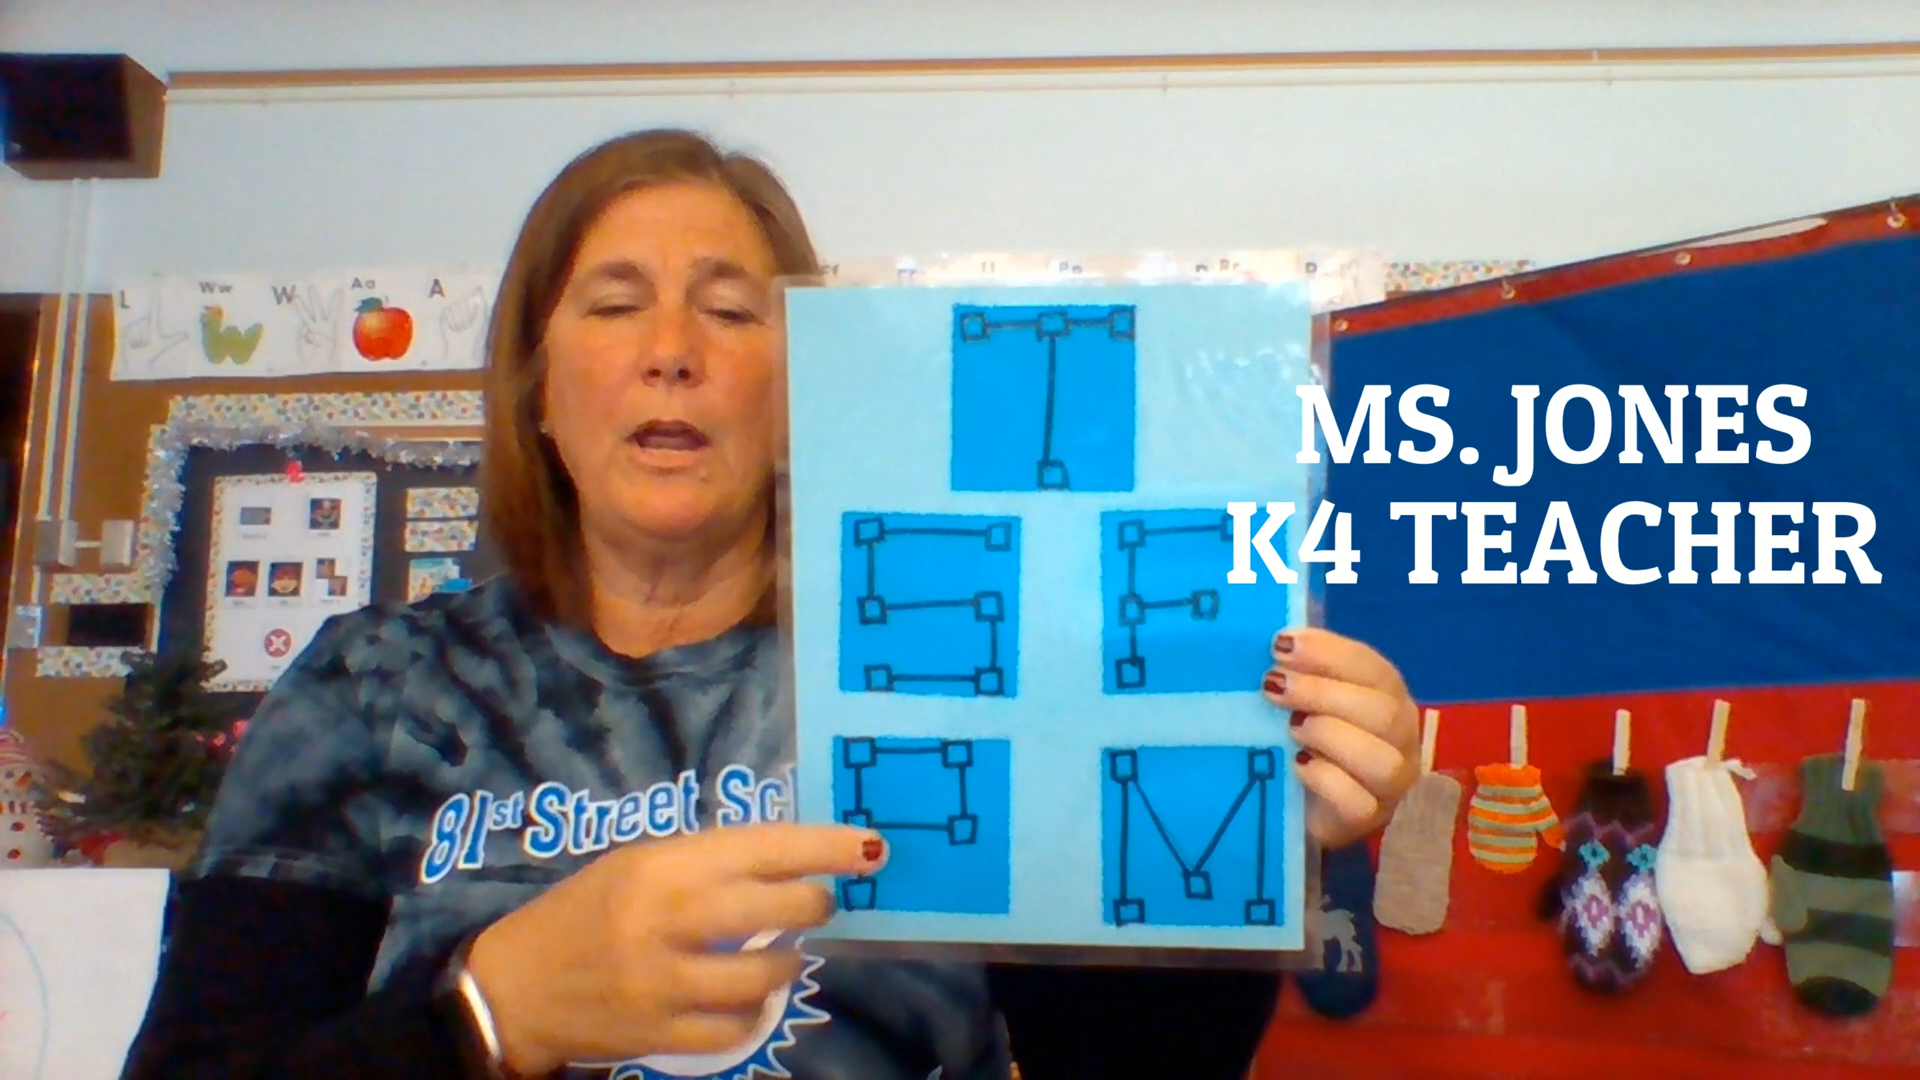 MS. JONES
K4 TEACHER
L Ww W Aa A
T
S F
P M
81st Street Sc